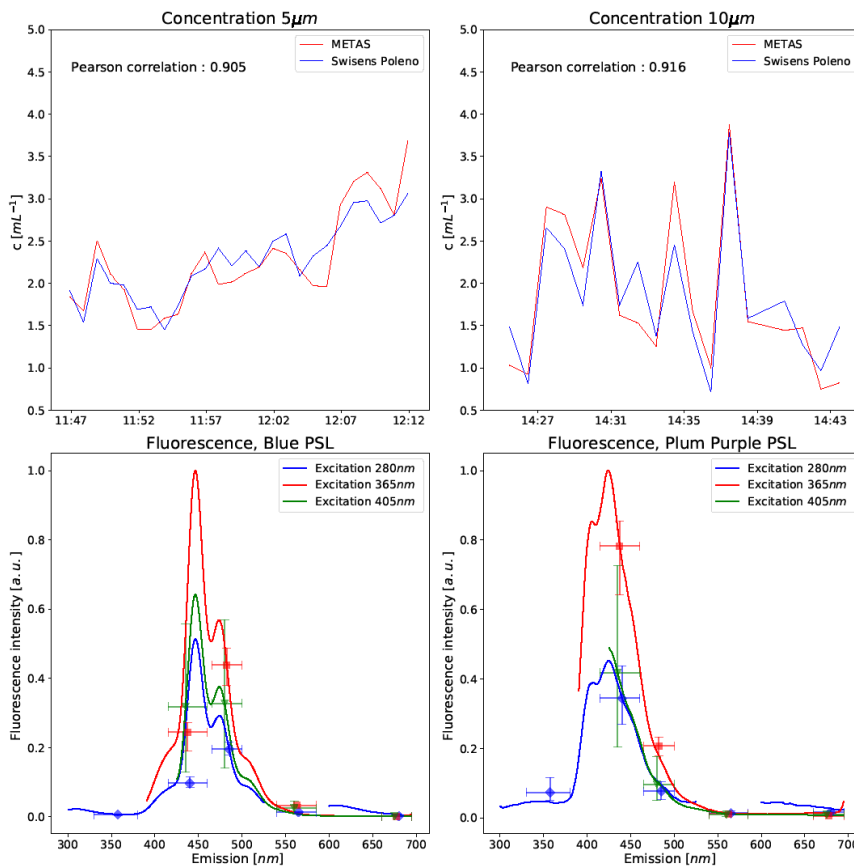 Concentration 5μm
METAS
Swisens Poleno
Pearson correlation : 0.905
c [mL⁻¹]
5.0
4.5
4.0
3.5
3.0
2.5
2.0
1.5
1.0
0.5
11:47 11:52 11:57 12:02 12:07 12:12
Concentration 10μm
METAS
Swisens Poleno
Pearson correlation : 0.916
c [mL⁻¹]
5.0
4.5
4.0
3.5
3.0
2.5
2.0
1.5
1.0
0.5
14:27 14:31 14:35 14:39 14:43
Fluorescence, Blue PSL
Excitation 280nm
Excitation 365nm
Excitation 405nm
Fluorescence intensity [a. u.]
1.0
0.8
0.6
0.4
0.2
0.0
300 350 400 450 500 550 600 650 700
Emission [nm]
Fluorescence, Plum Purple PSL
Excitation 280nm
Excitation 365nm
Excitation 405nm
Fluorescence intensity [a. u.]
1.0
0.8
0.6
0.4
0.2
0.0
300 350 400 450 500 550 600 650 700
Emission [nm]